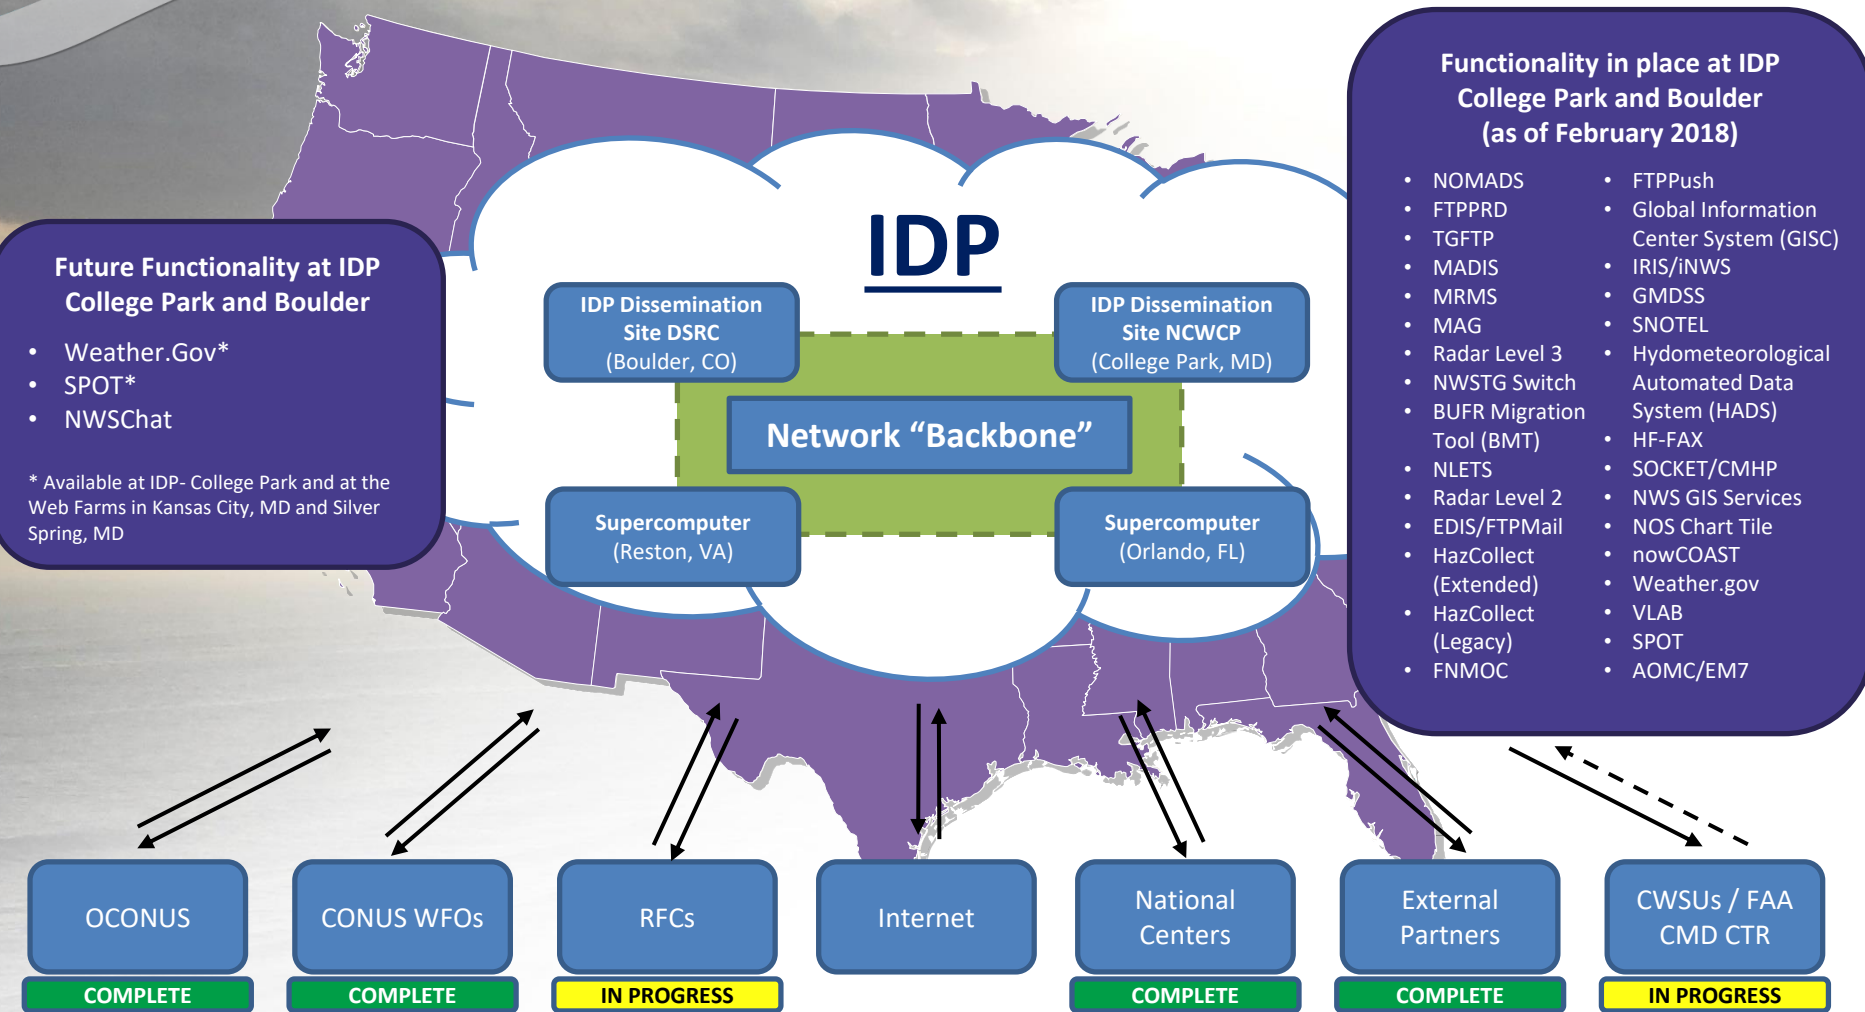 IDP
IDP Dissemination
Site DSRC
(Boulder, CO)
IDP Dissemination
Site NCWCP
(College Park, MD)
Network “Backbone”
Supercomputer
(Reston, VA)
Supercomputer
(Orlando, FL)
Future Functionality at IDP
College Park and Boulder
• Weather.Gov*
• SPOT*
• NWSChat
* Available at IDP- College Park and at the
Web Farms in Kansas City, MD and Silver
Spring, MD
Functionality in place at IDP
College Park and Boulder
(as of February 2018)
• NOMADS
• FTPPRD
• TGFTP
• MADIS
• MRMS
• MAG
• Radar Level 3
• NWSTG Switch
• BUFR Migration
Tool (BMT)
• NLETS
• Radar Level 2
• EDIS/FTPMail
• HazCollect
(Extended)
• HazCollect
(Legacy)
• FNMOC
• FTPPush
• Global Information
Center System (GISC)
• IRIS/iNWS
• GMDSS
• SNOTEL
• Hydometeorological
Automated Data
System (HADS)
• HF-FAX
• SOCKET/CMHP
• NWS GIS Services
• NOS Chart Tile
• nowCOAST
• Weather.gov
• VLAB
• SPOT
• AOMC/EM7
OCONUS
COMPLETE
CONUS WFOs
COMPLETE
RFCs
IN PROGRESS
Internet
National
Centers
COMPLETE
External
Partners
COMPLETE
CWSUs / FAA
CMD CTR
IN PROGRESS